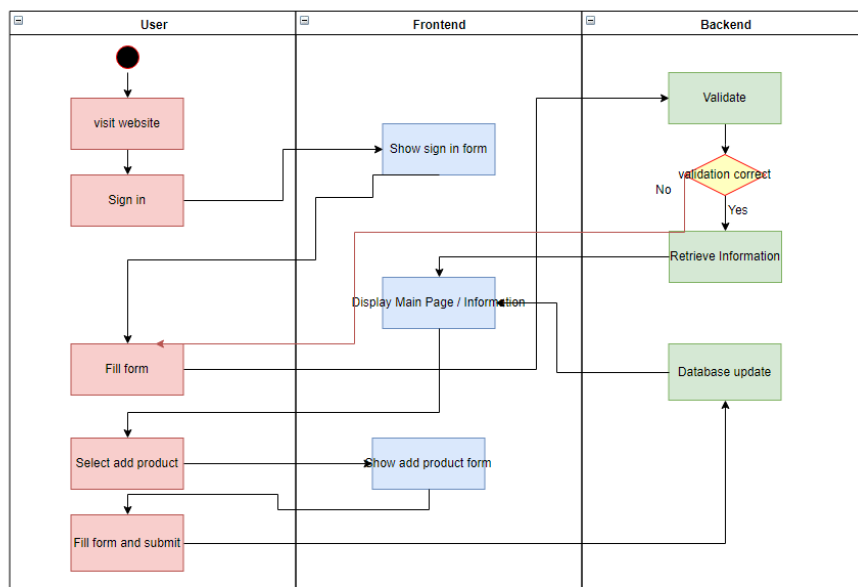 User
Frontend
Backend
visit website
Validate
Show sign in form
Sign in
validation correct
No
Yes
Retrieve Information
Display Main Page / Information
Fill form
Database update
Select add product
Show add product form
Fill form and submit